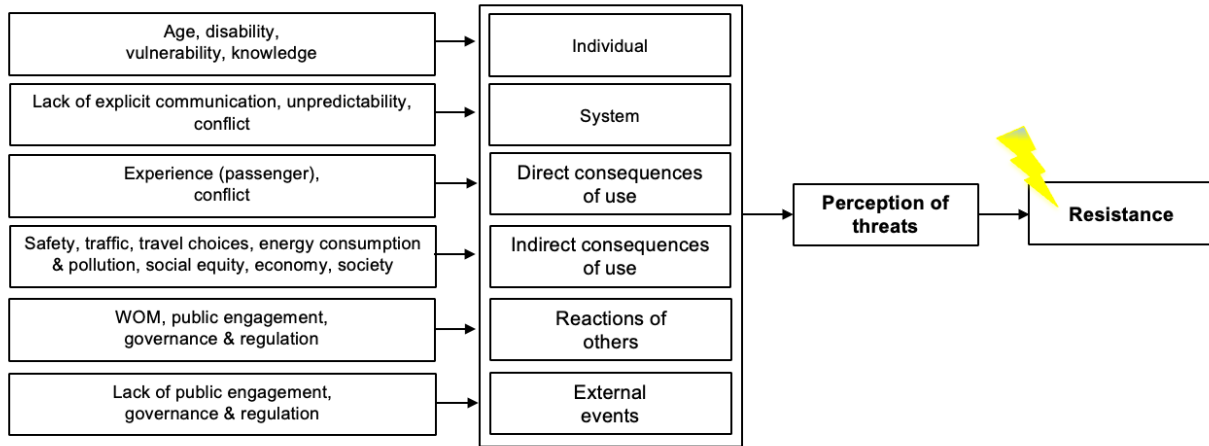 Age, disability,
vulnerability, knowledge
Individual
Lack of explicit communication, unpredictability,
conflict
System
Experience (passenger),
conflict
Direct consequences
of use
Safety, traffic, travel choices, energy consumption
& pollution, social equity, economy, society
Indirect consequences
of use
WOM, public engagement,
governance & regulation
Reactions of
others
Lack of public engagement,
governance & regulation
External
events
Perception of
threats
Resistance